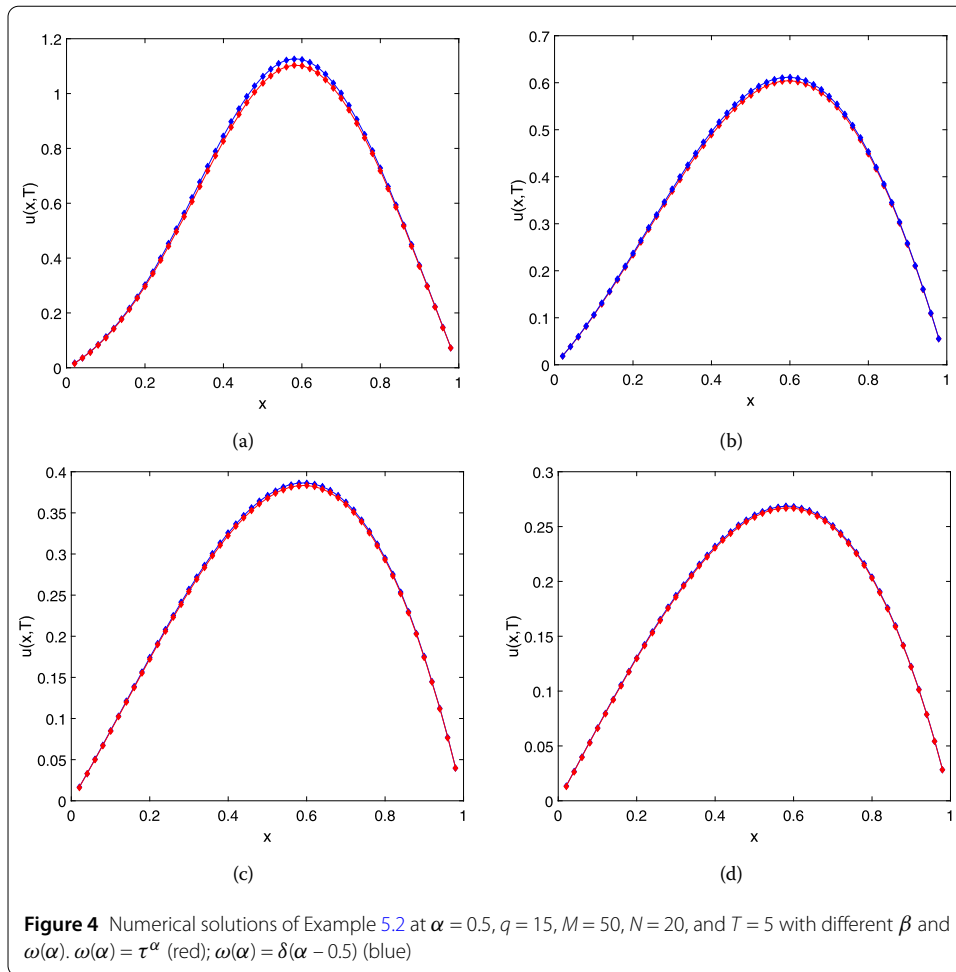 1.2
1
0.8
0.6
0.4
0.2
0
u(x,T)
0 0.2 0.4 0.6 0.8 1
x
(a)
0.7
0.6
0.5
0.4
0.3
0.2
0.1
0
u(x,T)
0 0.2 0.4 0.6 0.8 1
x
(b)
0.4
0.35
0.3
0.25
0.2
0.15
0.1
0.05
0
u(x,T)
0 0.2 0.4 0.6 0.8 1
x
(c)
0.3
0.25
0.2
0.15
0.1
0.05
0
u(x,T)
0 0.2 0.4 0.6 0.8 1
x
(d)
Figure 4 Numerical solutions of Example 5.2 at α = 0.5, q = 15, M = 50, N = 20, and T = 5 with different β and
ω(α). ω(α) = τ^α (red); ω(α) = δ(α – 0.5) (blue)